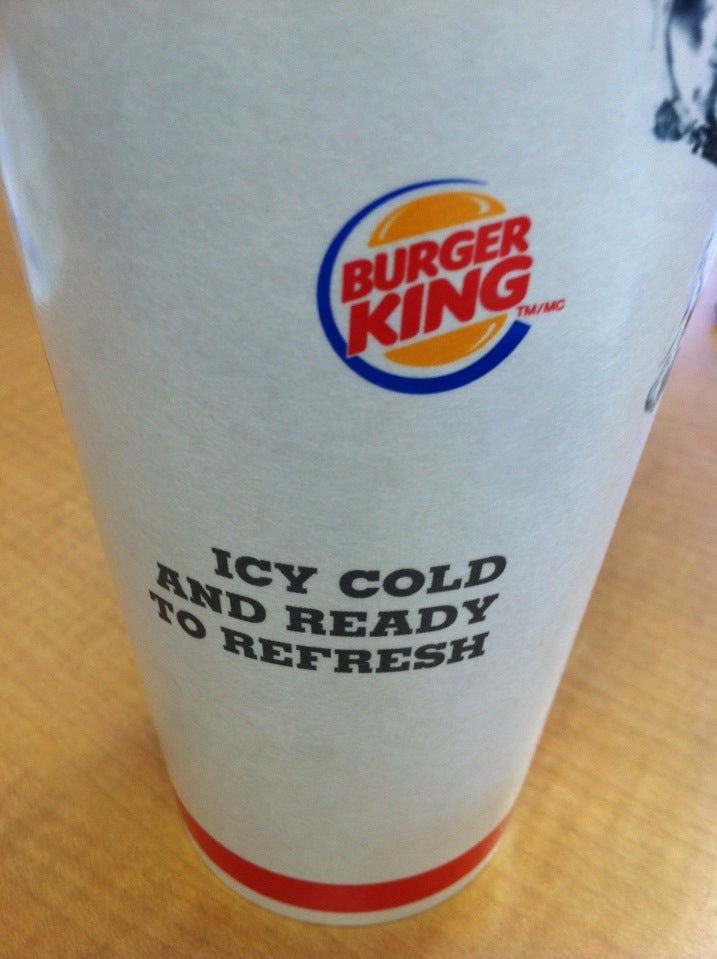 BURGER
KING
TM/MC
ICY COLD
AND READY
TO REFRESH